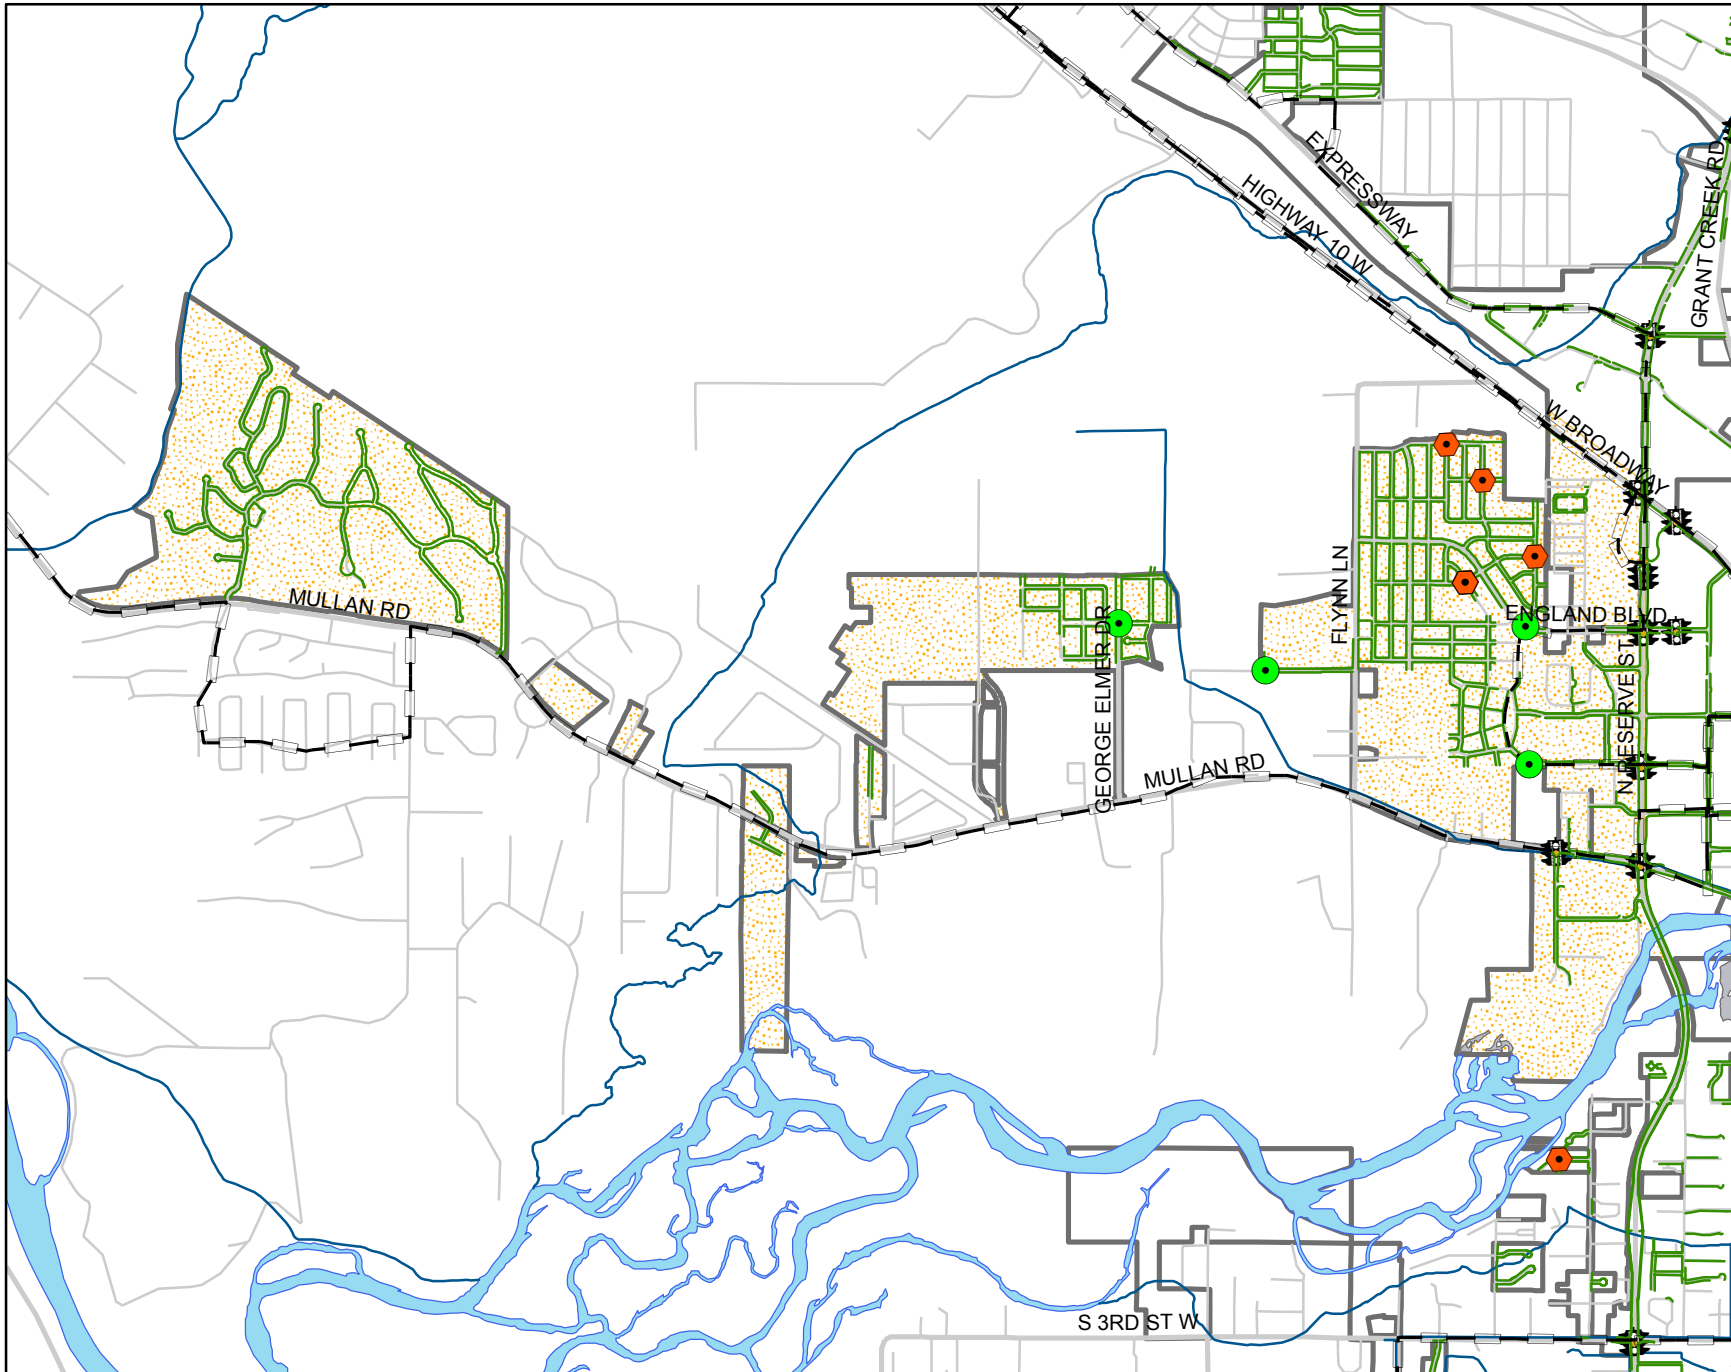 EXPRESSWAY
GRANT CREEK RD
HIGHWAY 10 W
W BROADWAY
MULLAN RD
FLYNN LN
ENGLAND BLVD
GEORGE ELMER DR
N RESERVE ST
MULLAN RD
S 3RD ST W